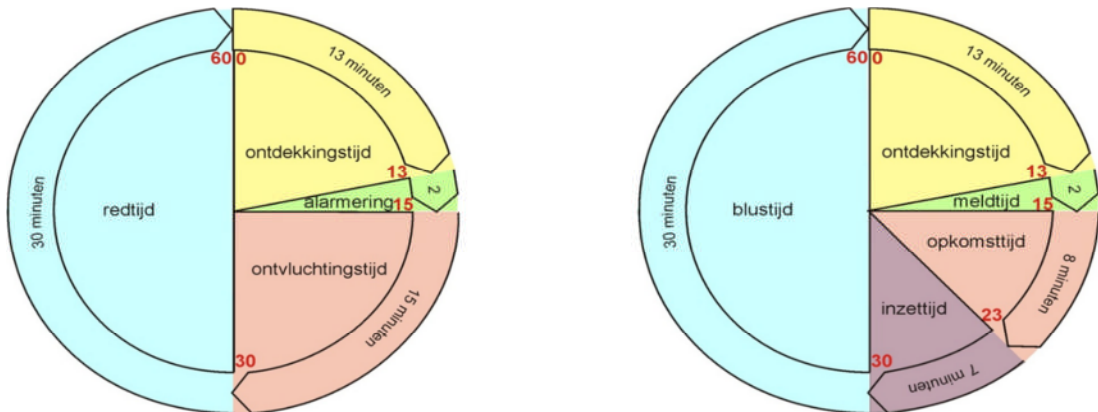 60 0
13 minuten
ontdekkingstijd
13
2
alarmering
15
redtijd
30 minuten
ontvluchtingstijd
15 minuten
30
60 0
13 minuten
ontdekkingstijd
13
2
meldtijd
15
blustijd
30 minuten
opkomsttijd
8 minuten
23
inzettijd
7 minuten
30